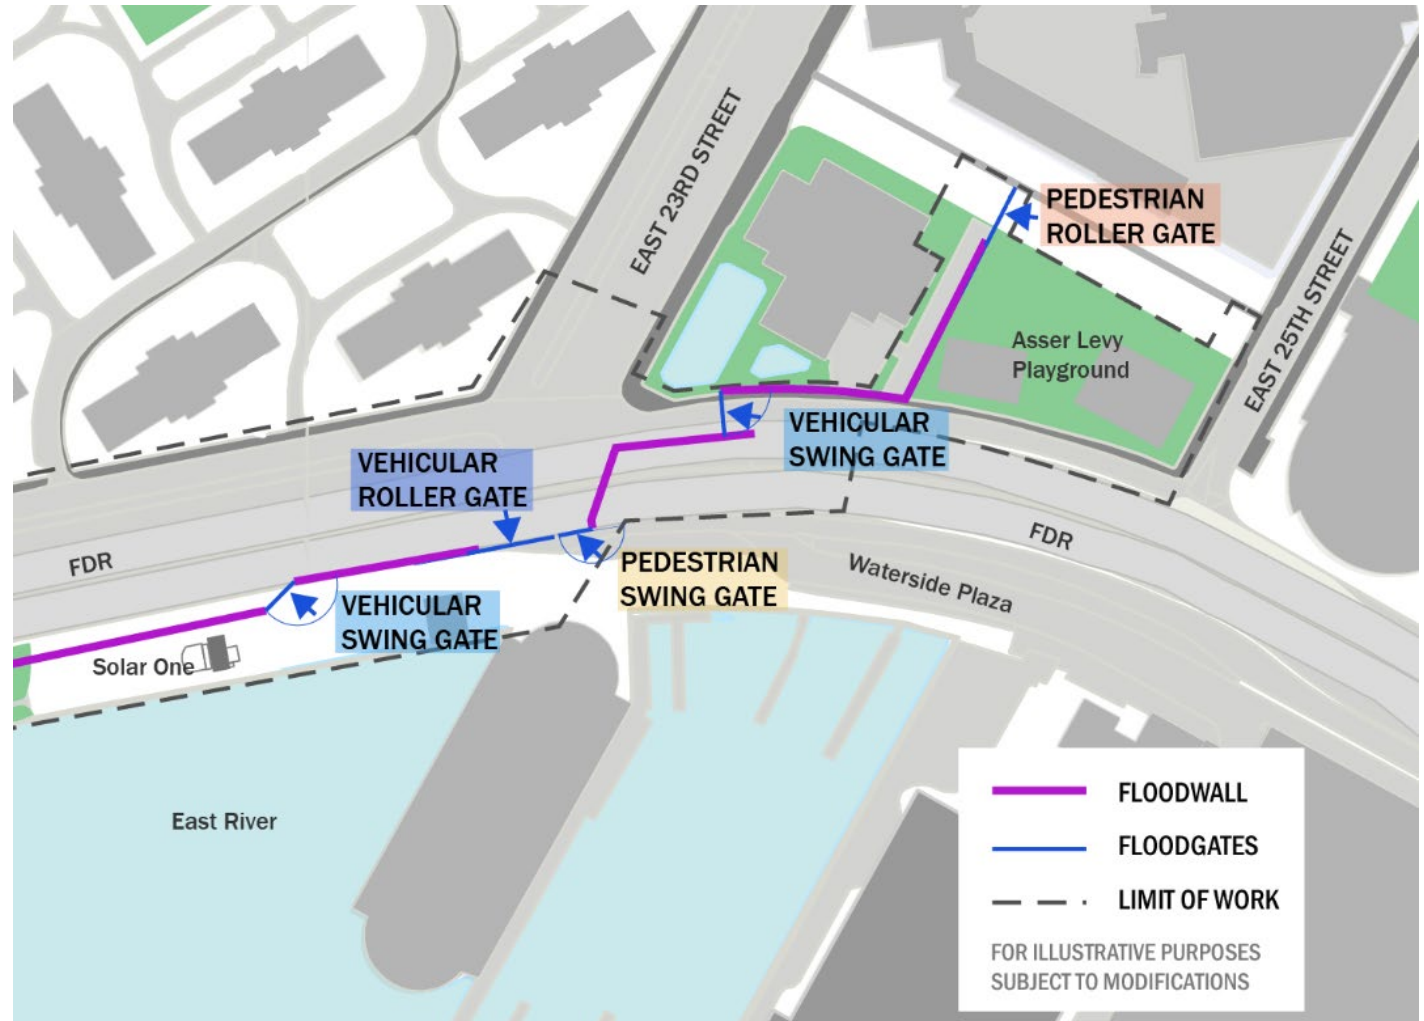 EAST 23RD STREET
PEDESTRIAN
ROLLER GATE
EAST 25TH STREET
Asser Levy
Playground
VEHICULAR
SWING GATE
VEHICULAR
ROLLER GATE
FDR
FDR
PEDESTRIAN
SWING GATE
Waterside Plaza
VEHICULAR
SWING GATE
Solar One
East River
FLOODWALL
FLOODGATES
LIMIT OF WORK
FOR ILLUSTRATIVE PURPOSES
SUBJECT TO MODIFICATIONS